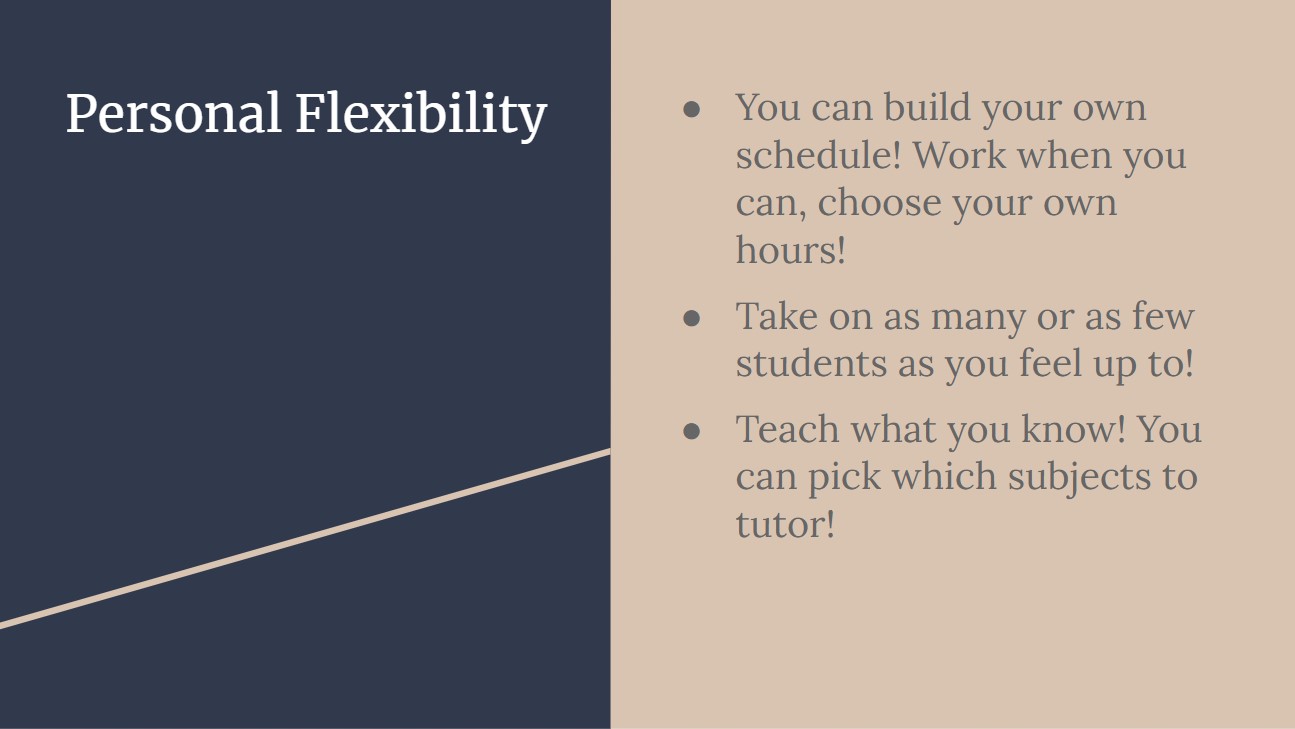 Personal Flexibility
● You can build your own
schedule! Work when you
can, choose your own
hours!
● Take on as many or as few
students as you feel up to!
● Teach what you know! You
can pick which subjects to
tutor!